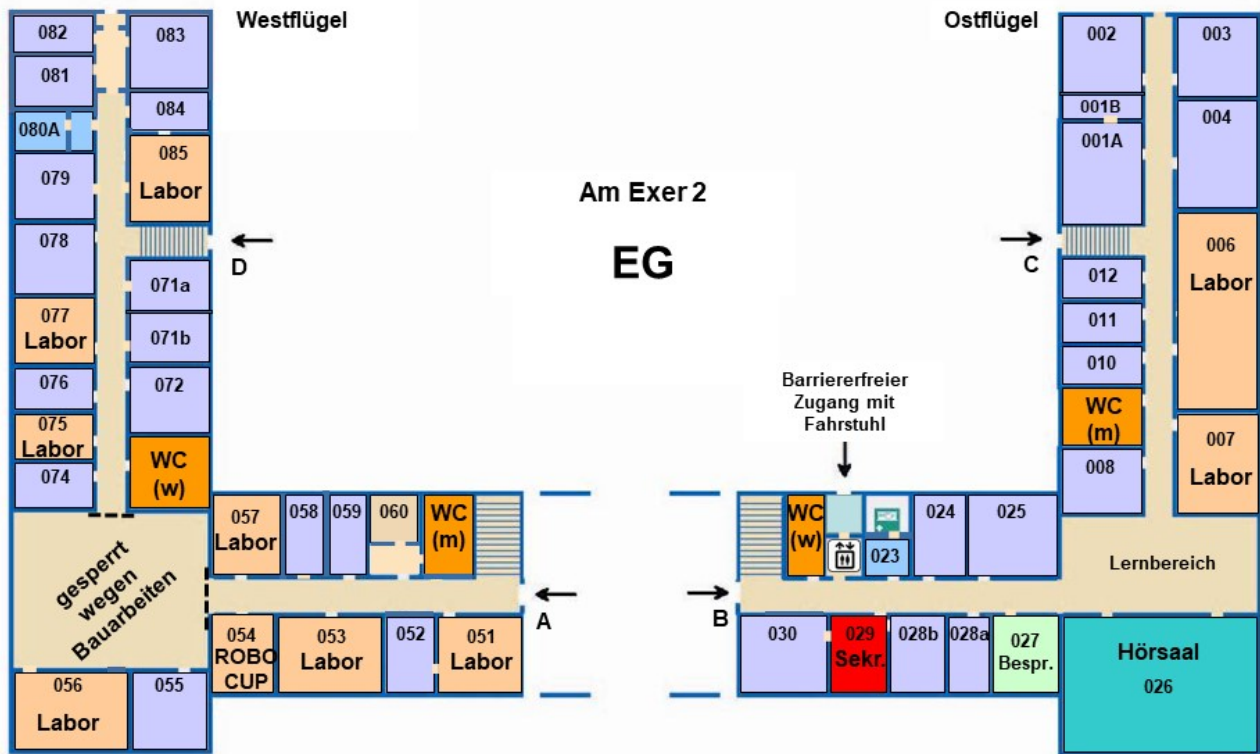 Westflügel
Ostflügel
Am Exer 2
EG
082
083
081
084
080A
085
Labor
079
078
D
071a
077
Labor
071b
076
072
075
Labor
074
WC
(w)
gesperrt
wegen
Bauarbeiten
057
Labor
058
059
060
WC
(m)
A
054
ROBO
CUP
053
Labor
052
051
Labor
056
Labor
055
002
003
001B
004
001A
C
006
Labor
012
011
010
WC
(m)
007
Labor
008
Barriererfreier
Zugang mit
Fahrstuhl
WC
(w)
023
024
025
Lernbereich
B
030
029
Sekr.
028b
028a
027
Bespr.
Hörsaal
026